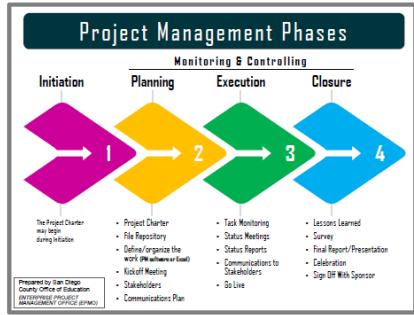 Project Management Phases
Monitoring & Controlling
Initiation
Planning
Execution
Closure
1
2
3
4
The Project Charter
may begin
during Initiation
• Project Charter
• File Repository
• Define/organize the
work (PM software or Excel)
• Kickoff Meeting
• Stakeholders
• Communications Plan
• Task Monitoring
• Status Meetings
• Status Reports
• Communications to
Stakeholders
• Go Live
• Lessons Learned
• Survey
• Final Report/Presentation
• Celebration
• Sign Off With Sponsor
Prepared by San Diego
County Office of Education
ENTERPRISE PROJECT
MANAGEMENT OFFICE (EPMO)